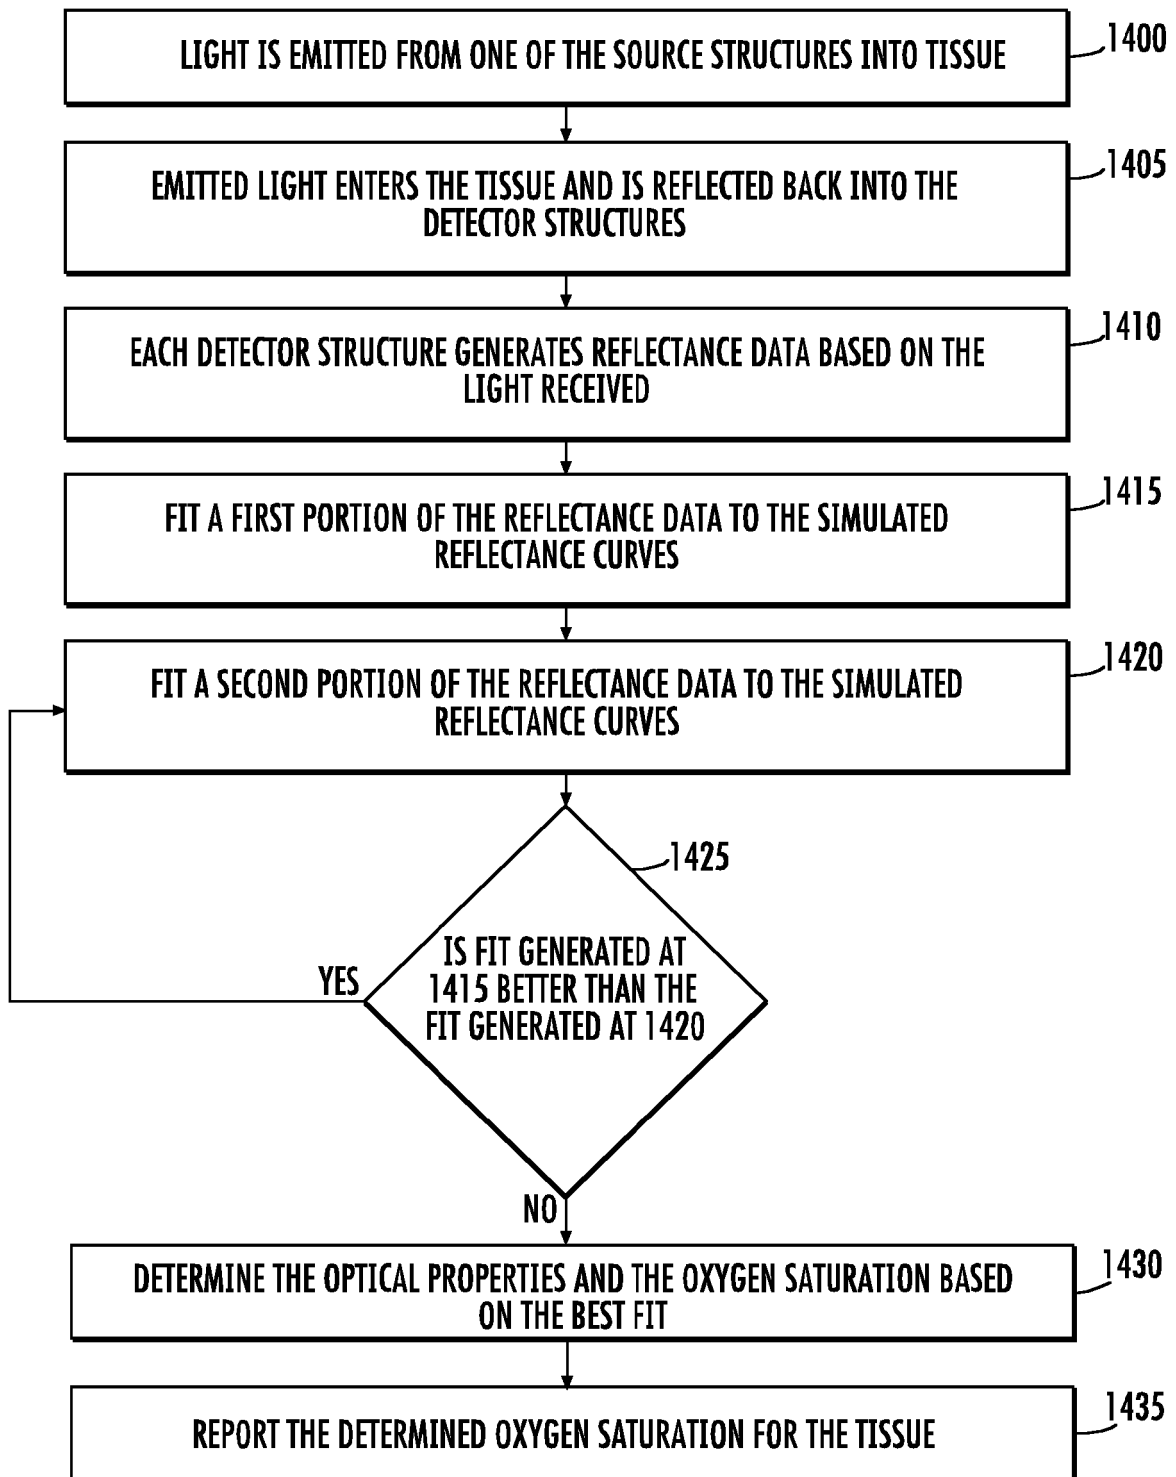 LIGHT IS EMITTED FROM ONE OF THE SOURCE STRUCTURES INTO TISSUE
1400
EMITTED LIGHT ENTERS THE TISSUE AND IS REFLECTED BACK INTO THE
DETECTOR STRUCTURES
1405
EACH DETECTOR STRUCTURE GENERATES REFLECTANCE DATA BASED ON THE
LIGHT RECEIVED
1410
FIT A FIRST PORTION OF THE REFLECTANCE DATA TO THE SIMULATED
REFLECTANCE CURVES
1415
FIT A SECOND PORTION OF THE REFLECTANCE DATA TO THE SIMULATED
REFLECTANCE CURVES
1420
1425
IS FIT GENERATED AT
1415 BETTER THAN THE
FIT GENERATED AT 1420
YES
NO
DETERMINE THE OPTICAL PROPERTIES AND THE OXYGEN SATURATION BASED
ON THE BEST FIT
1430
REPORT THE DETERMINED OXYGEN SATURATION FOR THE TISSUE
1435